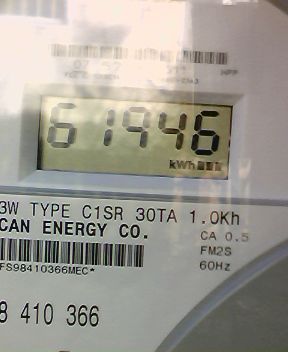 61946
kWh
3W TYPE C1SR 30TA 1.0Kh
CAN ENERGY CO.
CA 0.5
FM2S
60Hz
FS98410366MEC*
8 410 366